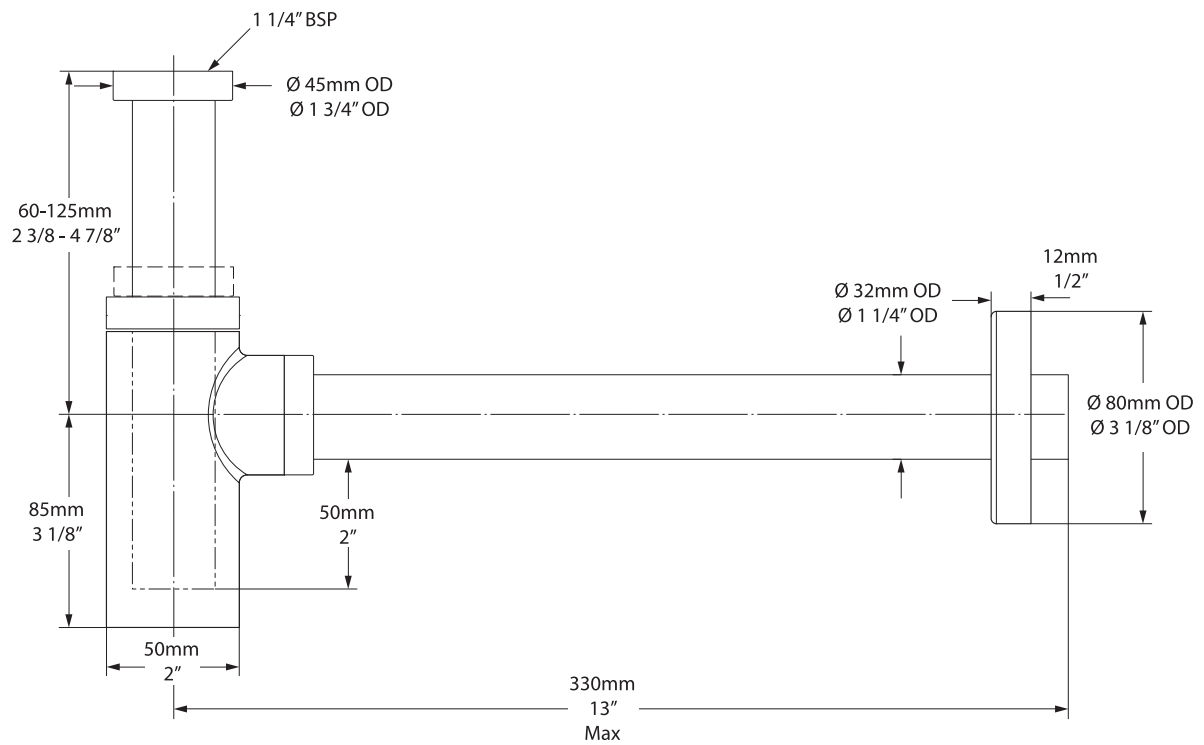 1 1/4” BSP
Ø 45mm OD
Ø 1 3/4” OD
60-125mm
2 3/8 - 4 7/8”
12mm
1/2”
Ø 32mm OD
Ø 1 1/4” OD
Ø 80mm OD
Ø 3 1/8” OD
85mm
3 1/8”
50mm
2”
50mm
2”
330mm
13”
Max